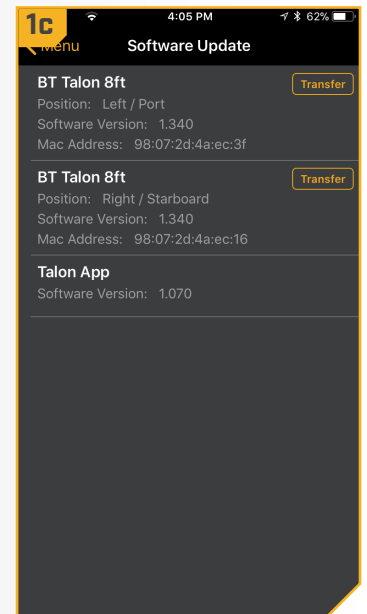 1c
4:05 PM
62%
Menu
Software Update
BT Talon 8ft
Transfer
Position: Left / Port
Software Version: 1.340
Mac Address: 98:07:2d:4a:ec:3f
BT Talon 8ft
Transfer
Position: Right / Starboard
Software Version: 1.340
Mac Address: 98:07:2d:4a:ec:16
Talon App
Software Version: 1.070